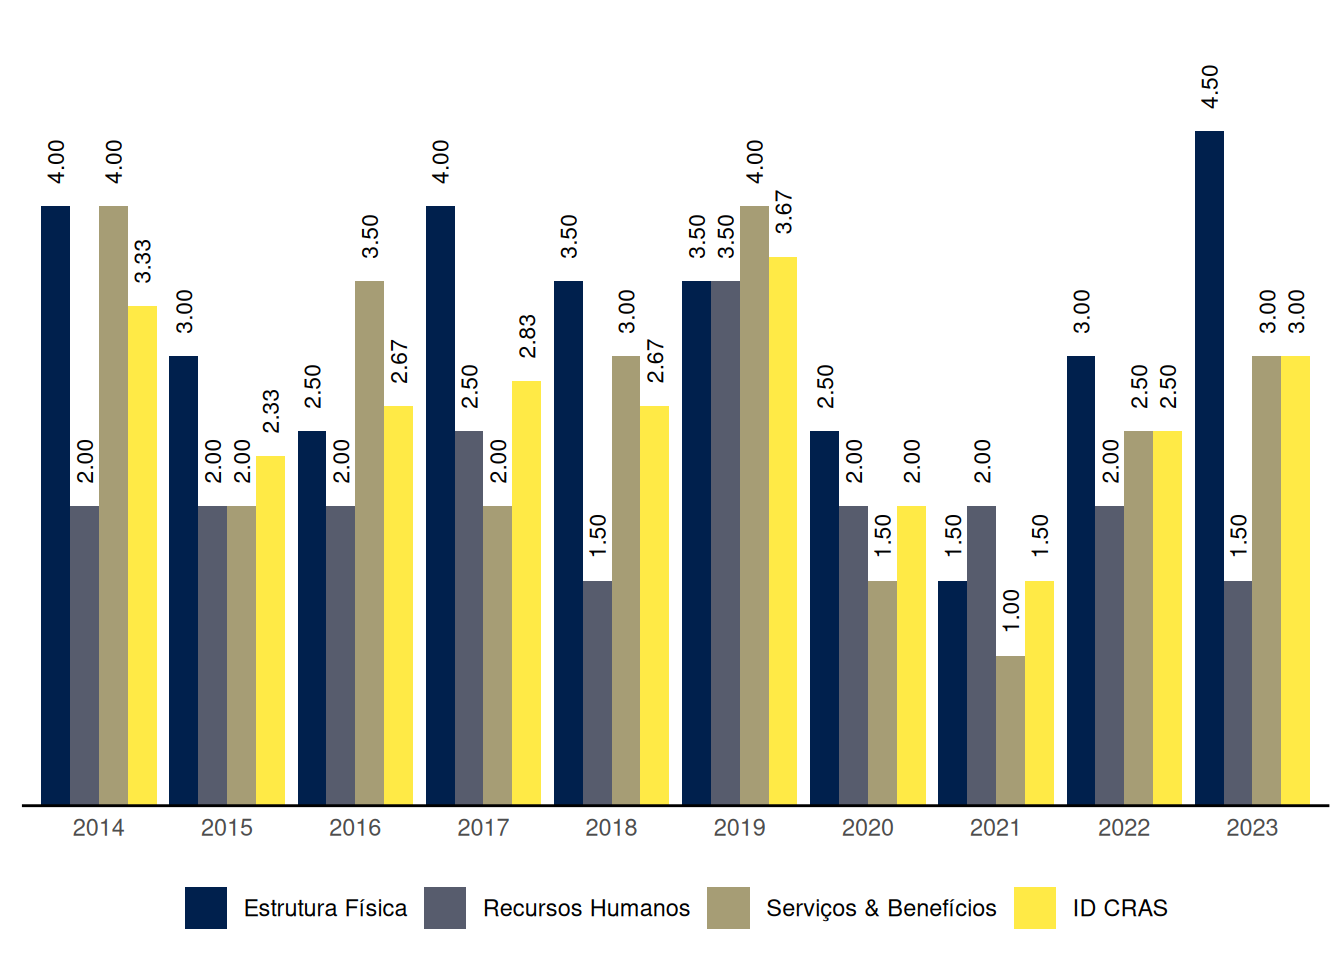 4.00 2.00 4.00 3.33 3.00 2.00 2.00 2.33 2.50 2.00 3.50 2.67 4.00 2.50 2.00 2.83 3.50 1.50 3.00 2.67 3.50 3.50 4.00 3.67 2.50 2.00 1.50 2.00 1.50 2.00 1.00 1.50 3.00 2.00 2.50 2.50 4.50 1.50 3.00 3.00
2014 2015 2016 2017 2018 2019 2020 2021 2022 2023
Estrutura Física Recursos Humanos Serviços & Benefícios ID CRAS